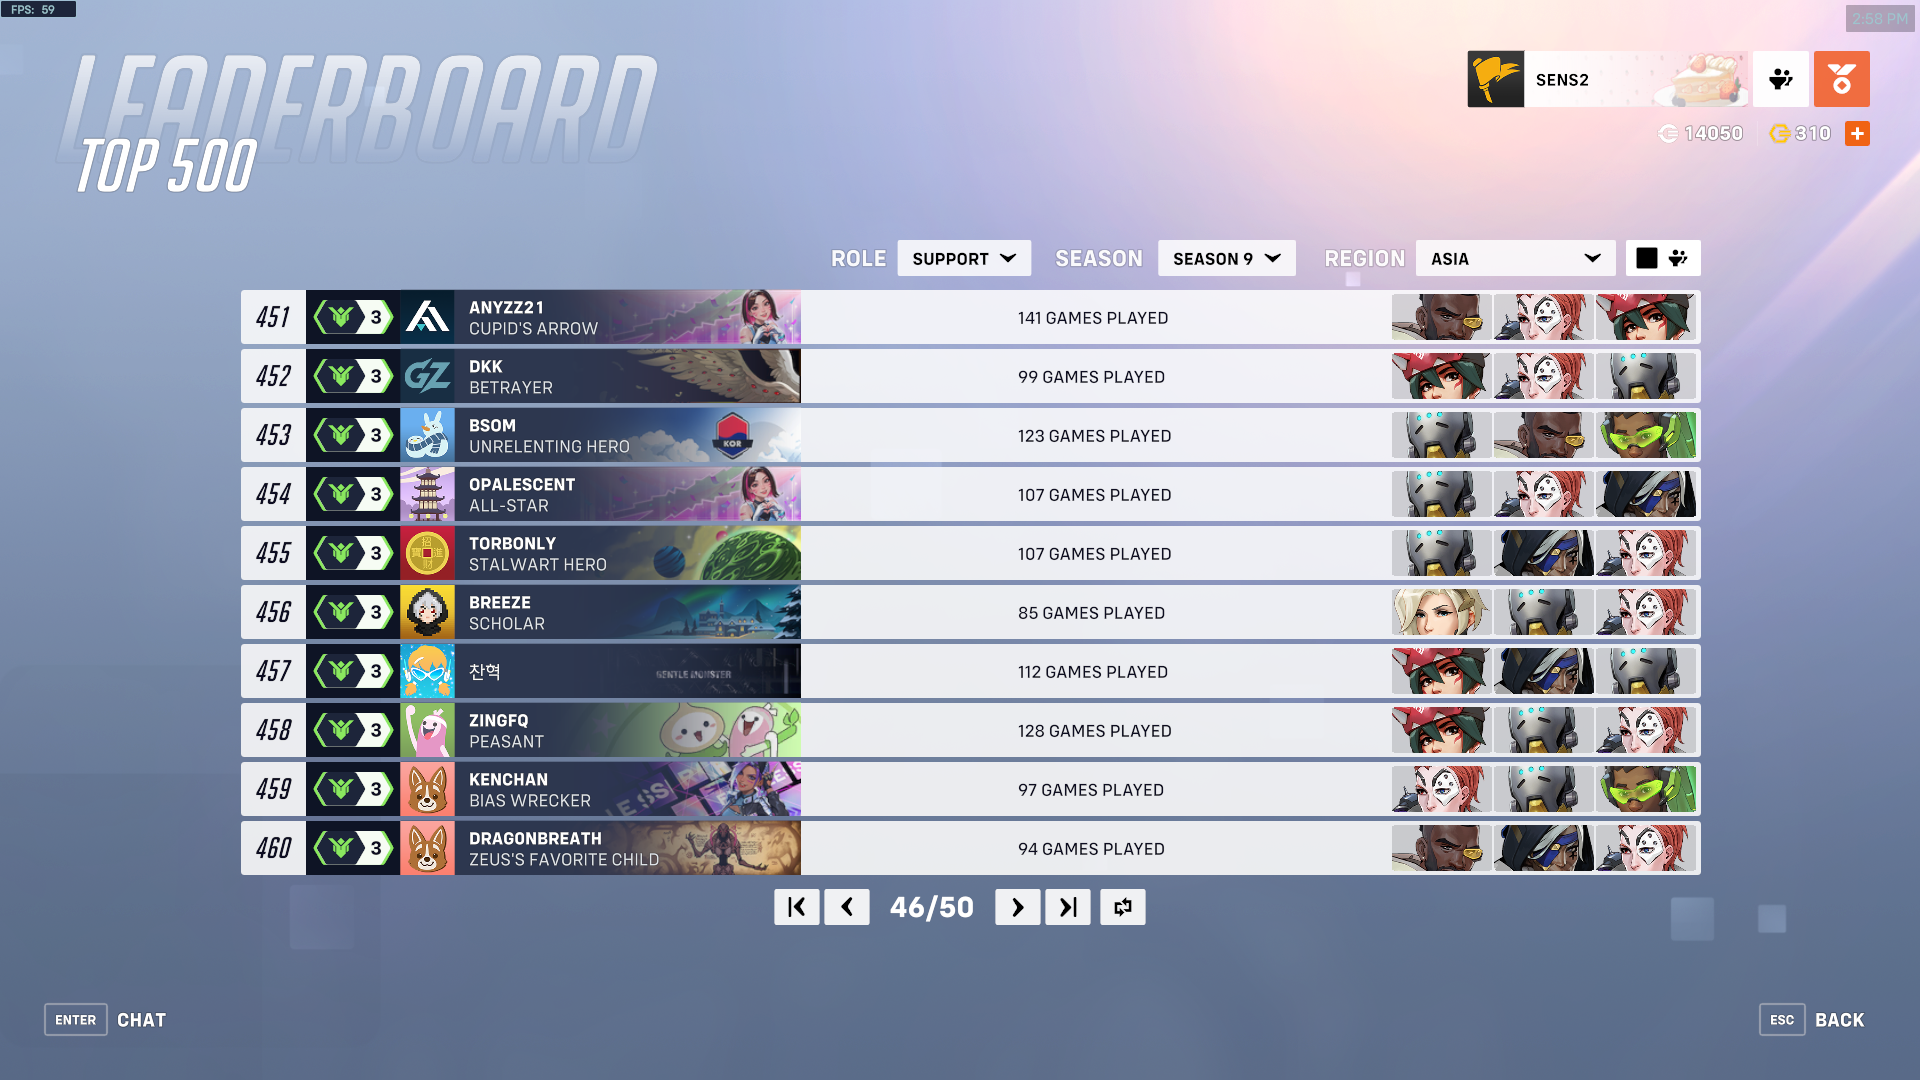 FPS: 59
2:58 PM
LEADERBOARD
TOP 500
SENS2
14050
310
ROLE SUPPORT SEASON SEASON 9 REGION ASIA
451 3 ANYZZ21 141 GAMES PLAYED
CUPID'S ARROW
452 3 GZ DKK 99 GAMES PLAYED
BETRAYER
453 3 BSOM KOR 123 GAMES PLAYED
UNRELENTING HERO
454 3 OPALESCENT 107 GAMES PLAYED
ALL-STAR
455 3 TORBONLY 107 GAMES PLAYED
STALWART HERO
456 3 BREEZE 85 GAMES PLAYED
SCHOLAR
457 3 찬혁 GENTLE MONSTER 112 GAMES PLAYED
458 3 ZINGFQ 128 GAMES PLAYED
PEASANT
459 3 KENCHAN 97 GAMES PLAYED
BIAS WRECKER
460 3 DRAGONBREATH 94 GAMES PLAYED
ZEUS'S FAVORITE CHILD
46/50
ENTER CHAT
ESC BACK